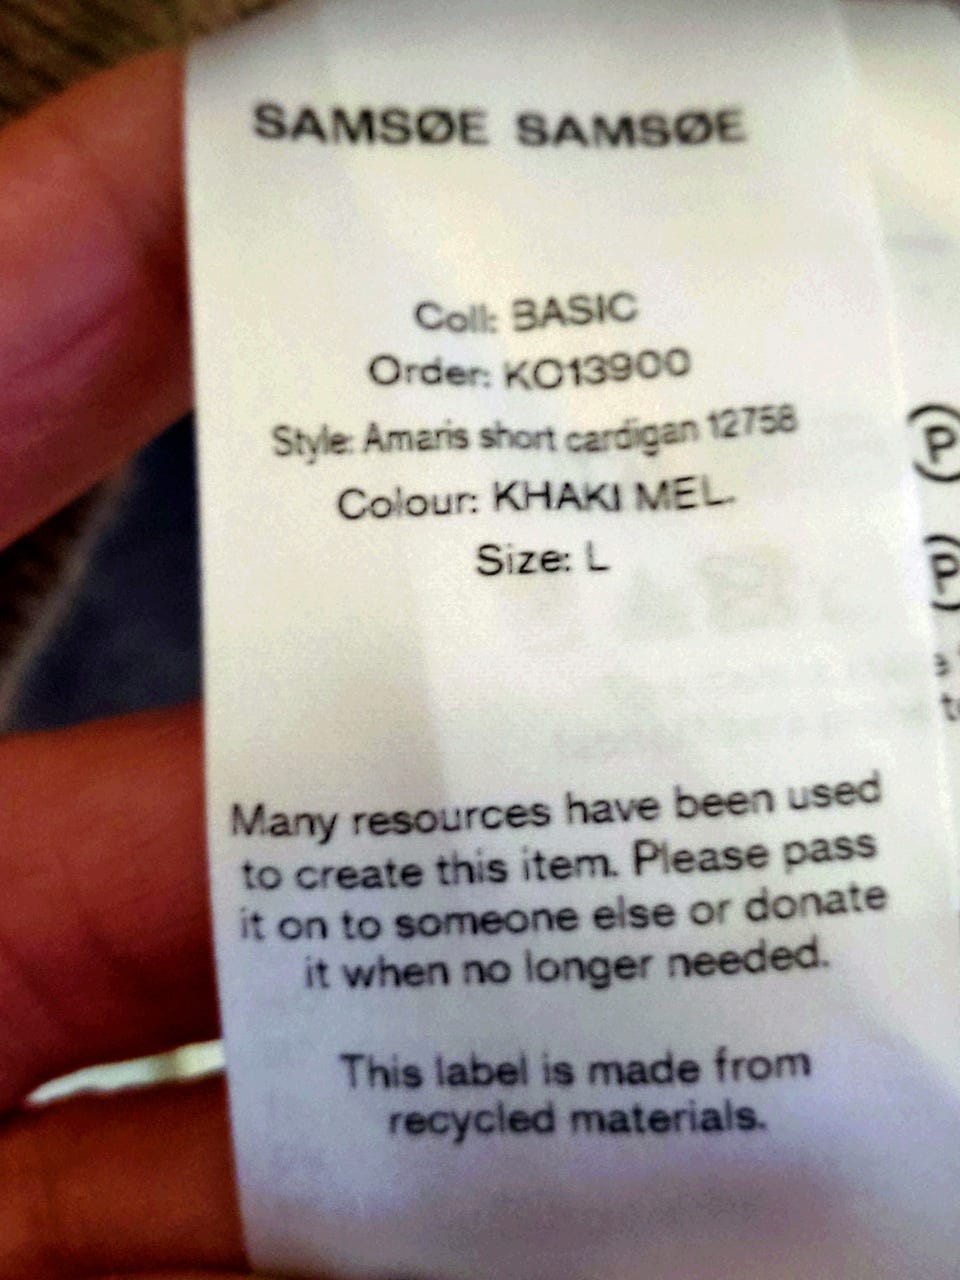 SAMSØE SAMSØE
Coll: BASIC
Order: KO13900
Style: Amaris short cardigan 12758
Colour: KHAKI MEL.
Size: L
Many resources have been used
to create this item. Please pass
it on to someone else or donate
it when no longer needed.
This label is made from
recycled materials.
P
P